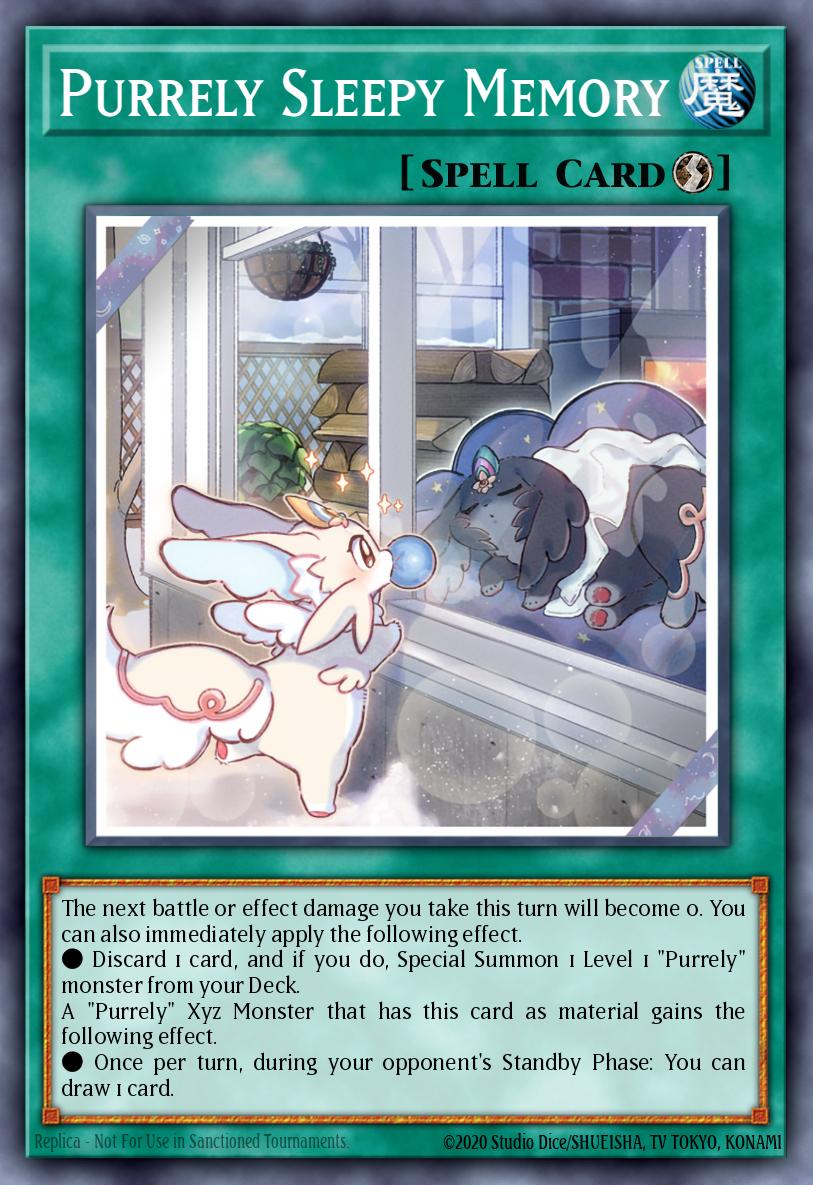 Purrely Sleepy Memory
SPELL
魔
[Spell Card]
The next battle or effect damage you take this turn will become 0. You
can also immediately apply the following effect.
● Discard 1 card, and if you do, Special Summon 1 Level 1 "Purrely"
monster from your Deck.
A "Purrely" Xyz Monster that has this card as material gains the
following effect.
● Once per turn, during your opponent's Standby Phase: You can
draw 1 card.
Replica - Not For Use in Sanctioned Tournaments.
©2020 Studio Dice/SHUEISHA, TV TOKYO, KONAMI